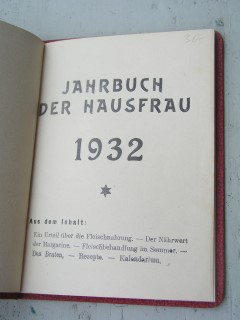 JAHRBUCH
DER HAUSFRAU
1932
Aus dem Inhalt:
Ein Urteil über die Fleischnahrung. — Der Nährwert
der Margarine. — Fleischbehandlung im Sommer. —
Das Braten. — Rezepte. — Kalendarium.